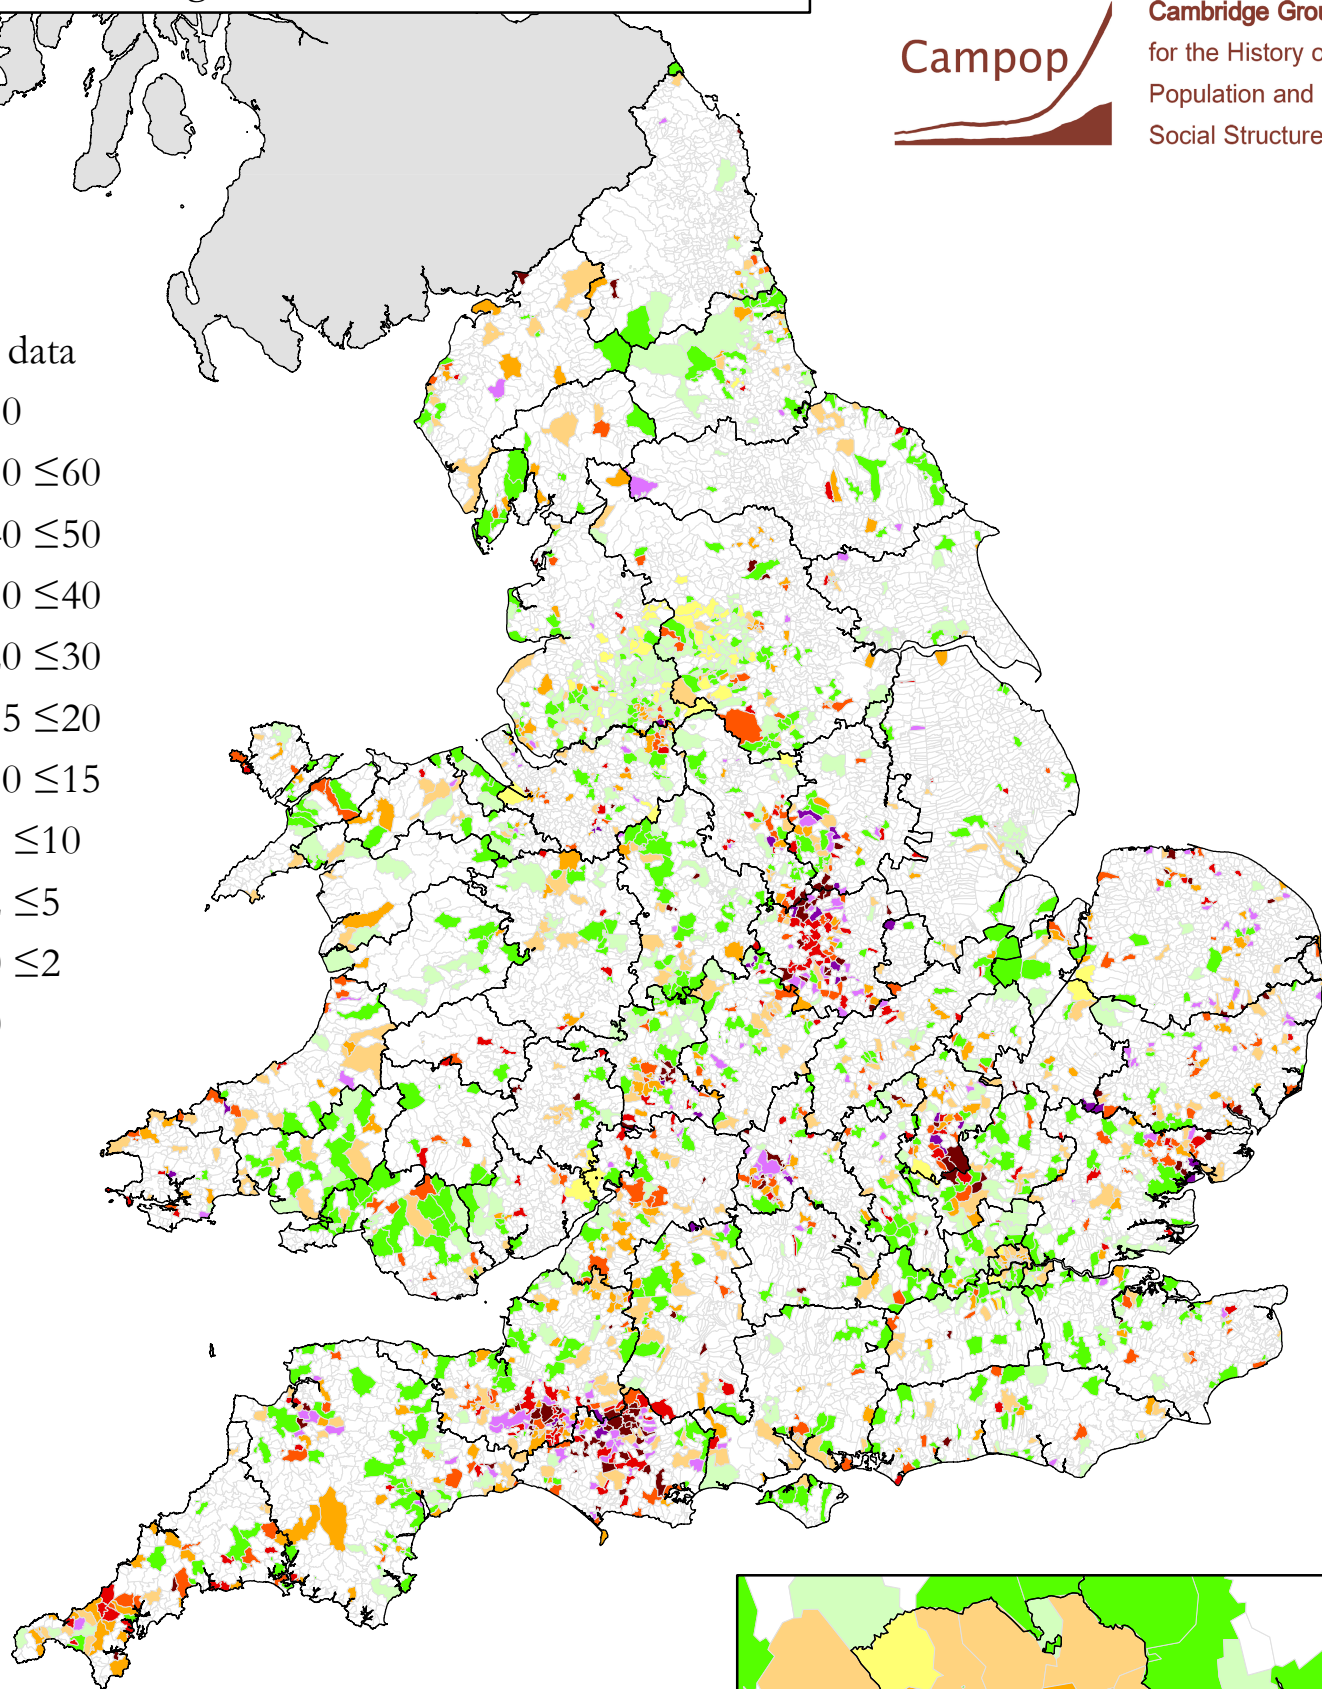 Campop
Cambridge Grou
for the History o
Population and
Social Structure
data
0
0 ≤60
0 ≤50
0 ≤40
0 ≤30
5 ≤20
0 ≤15
≤10
≤5
≤2